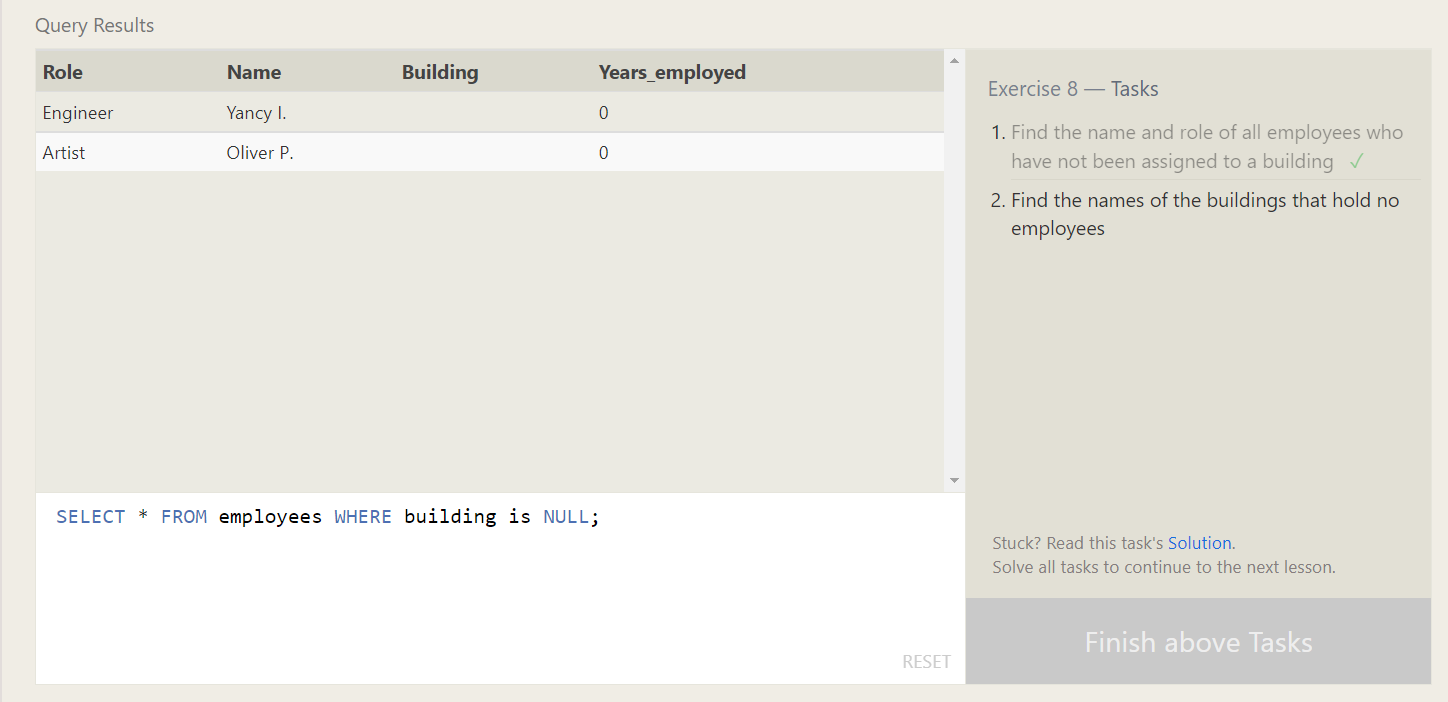 Query Results
Role Name Building Years_employed
Engineer Yancy I. 0
Artist Oliver P. 0
SELECT * FROM employees WHERE building is NULL;
RESET
Exercise 8 — Tasks
1. Find the name and role of all employees who
have not been assigned to a building ✓
2. Find the names of the buildings that hold no
employees
Stuck? Read this task's Solution.
Solve all tasks to continue to the next lesson.
Finish above Tasks